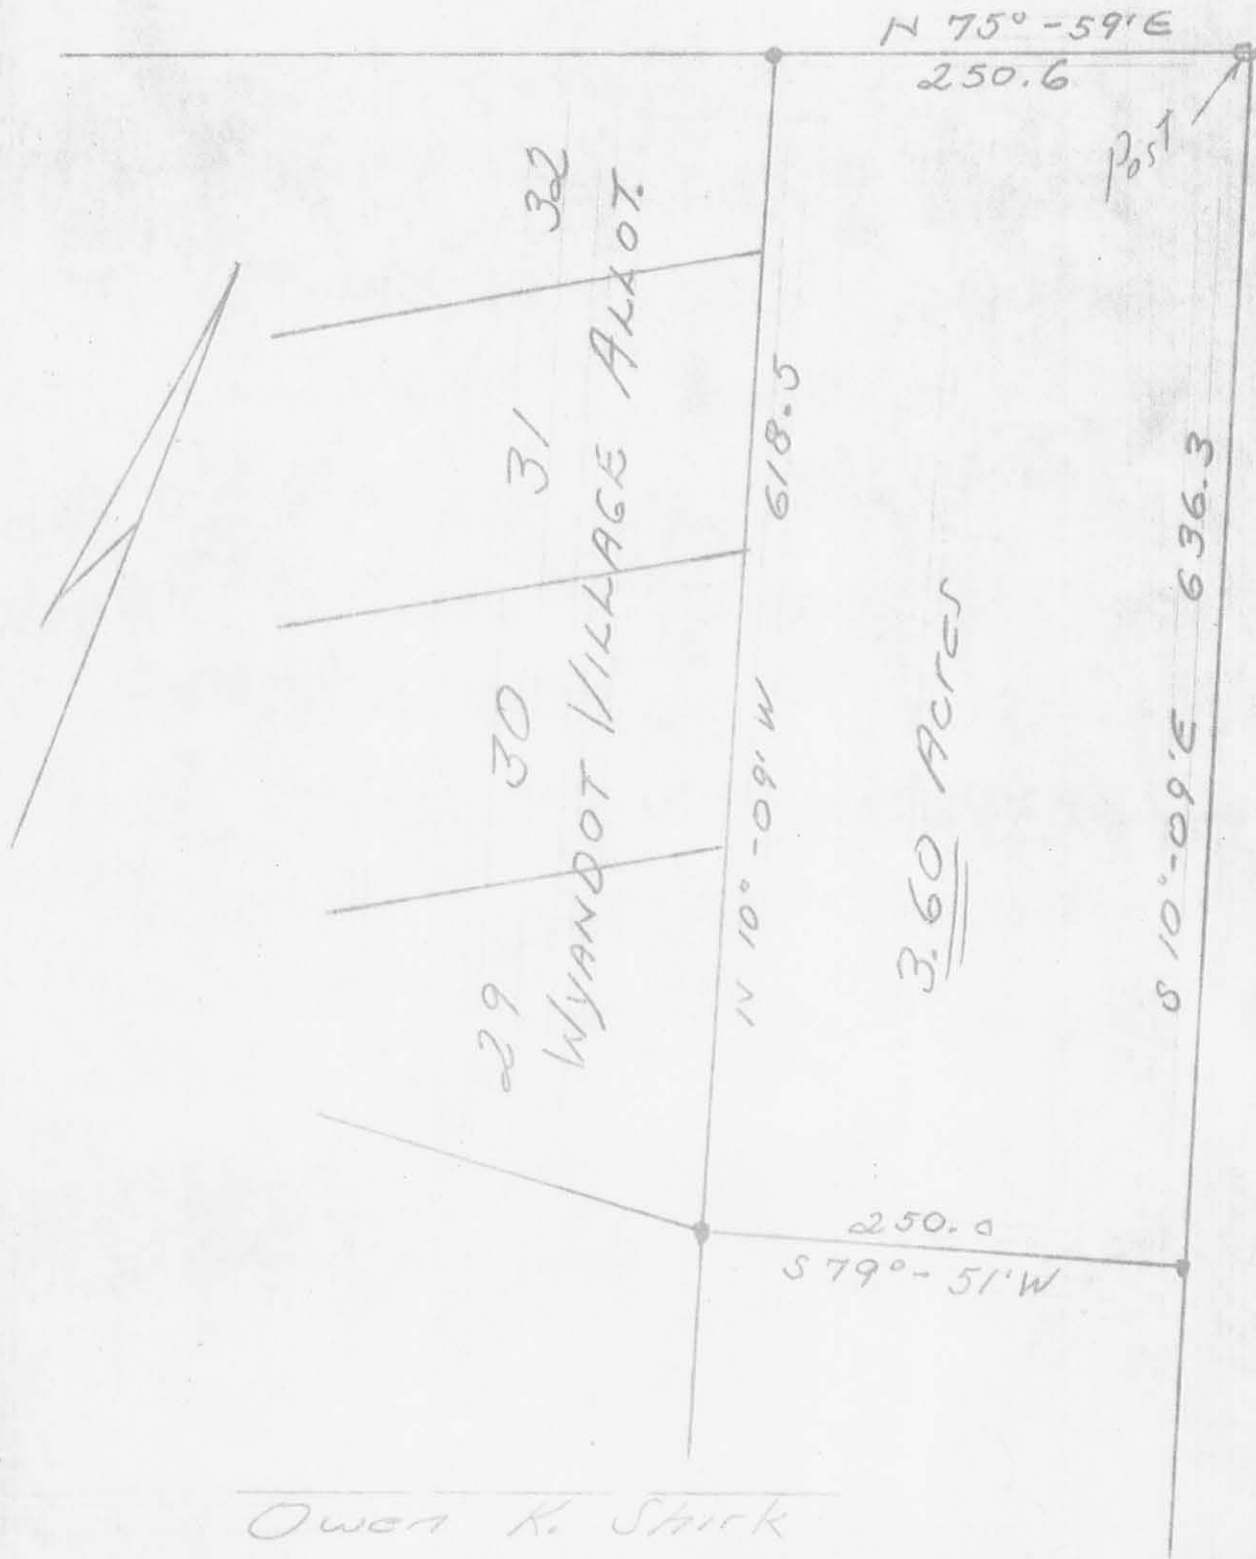 N 75° - 59' E
250.6
Post
32
31
30
29
WYANDOT VILLAGE ALLOT.
618.5
N 10° - 09' W
3.60 Acres
S 10° - 09' E 636.3
250.0
S 79° - 51' W
Owen K. Shirk